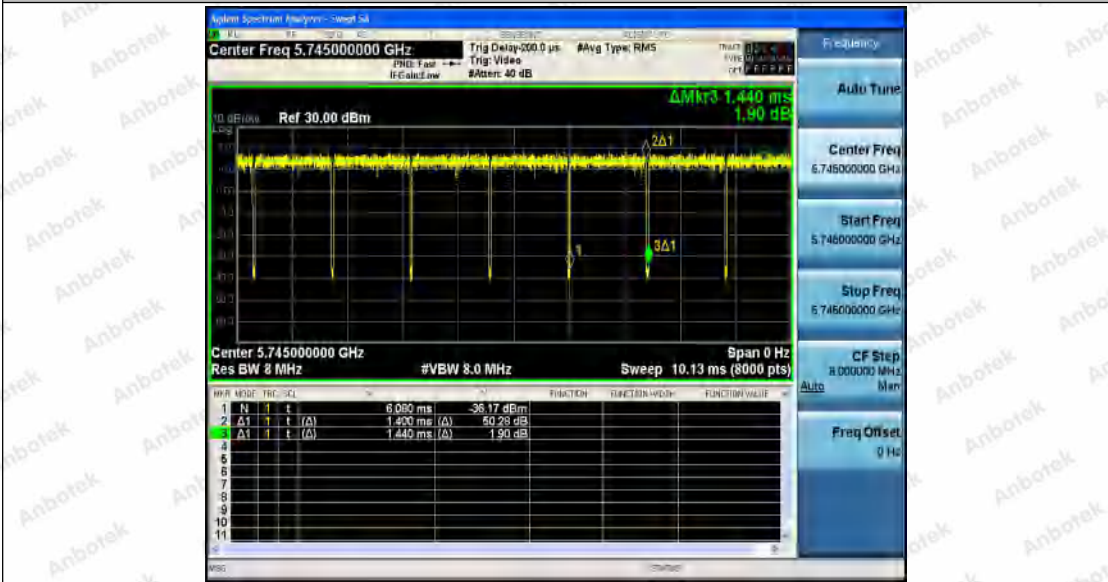 Agilent Spectrum Analyzer - Swept SA
Center Freq 5.745000000 GHz
PNO: Fast
IFGain:Low
Trig Delay-200.0 µs
Trig: Video
#Atten: 40 dB
#Avg Type: RMS
ΔMkr3 1.440 ms
1.90 dB
10 dB/div
Ref 30.00 dBm
Log
2Δ1
1
3Δ1
Center 5.745000000 GHz
Span 0 Hz
Res BW 8 MHz
#VBW 8.0 MHz
Sweep 10.13 ms (8000 pts)
MKR MODE TRC SCL FUNCTION FUNCTION WIDTH FUNCTION VALUE
1 N 1 t 6.080 ms -36.17 dBm
2 Δ1 1 t (Δ) 1.400 ms (Δ) 50.28 dB
3 Δ1 1 t (Δ) 1.440 ms (Δ) 1.90 dB
4
5
6
7
8
9
10
11
MSG
STATUS
Frequency
Auto Tune
Center Freq
5.745000000 GHz
Start Freq
5.745000000 GHz
Stop Freq
5.745000000 GHz
CF Step
8.000000 MHz
Auto Man
Freq Offset
0 Hz
Anbotek